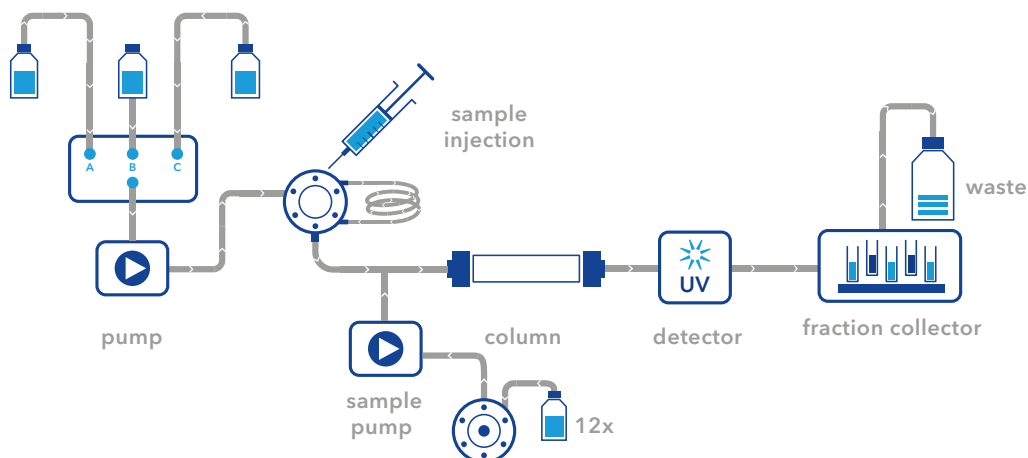 sample
injection
A
B
C
waste
UV
pump
column
detector
fraction collector
sample
pump
12x